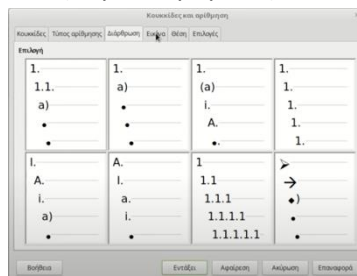 Κουκκίδες και αρίθμηση
Κουκκίδες Τύπος αρίθμησης Διάρθρωση Εικόνα Θέση Επιλογές
Επιλογή
1. 1. 1. 1.
1.1. a) (a) 1.
a) • i. 1.
• • A. 1.
• • •. 1.
I. A. 1 ➢
A. I. 1.1 →
i. a. 1.1.1 ◆)
a) i. 1.1.1.1 •
• • 1.1.1.1.1 •
Βοήθεια Εντάξει Αφαίρεση Ακύρωση Επαναφορά